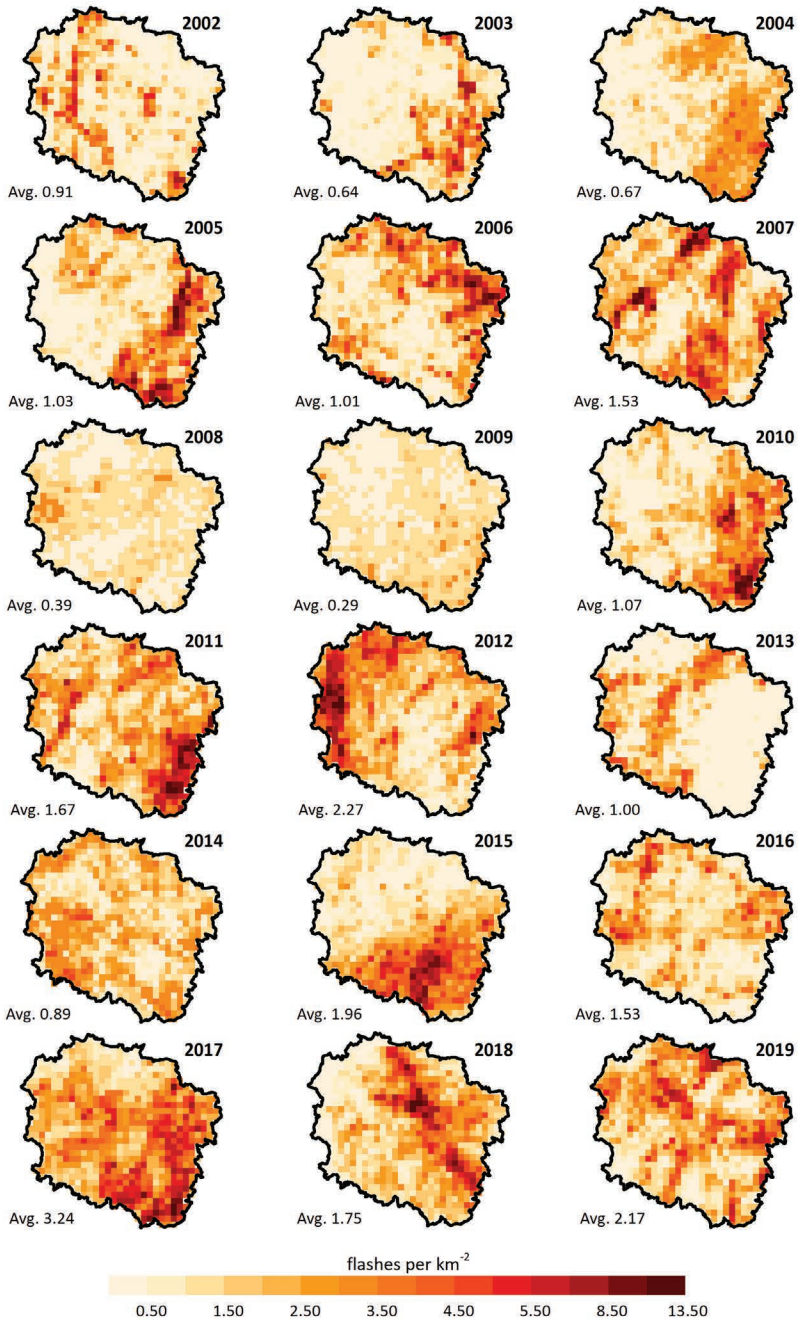 2002
Avg. 0.91
2003
Avg. 0.64
2004
Avg. 0.67
2005
Avg. 1.03
2006
Avg. 1.01
2007
Avg. 1.53
2008
Avg. 0.39
2009
Avg. 0.29
2010
Avg. 1.07
2011
Avg. 1.67
2012
Avg. 2.27
2013
Avg. 1.00
2014
Avg. 0.89
2015
Avg. 1.96
2016
Avg. 1.53
2017
Avg. 3.24
2018
Avg. 1.75
2019
Avg. 2.17
flashes per km⁻²
0.50 1.50 2.50 3.50 4.50 5.50 8.50 13.50